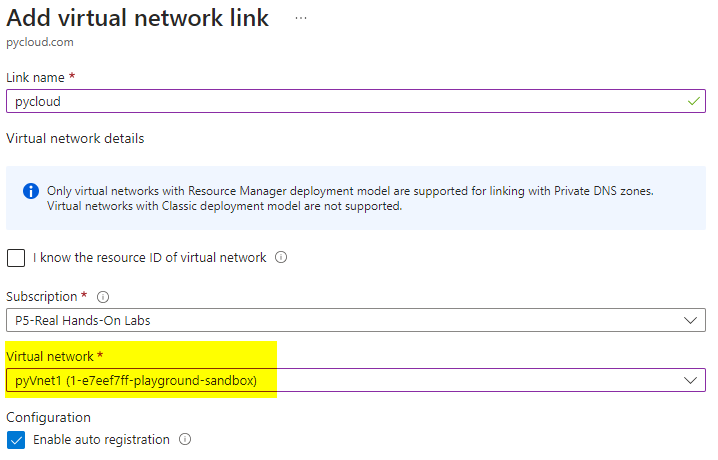 Add virtual network link ...
pycloud.com
Link name *
pycloud
Virtual network details
Only virtual networks with Resource Manager deployment model are supported for linking with Private DNS zones.
Virtual networks with Classic deployment model are not supported.
I know the resource ID of virtual network
Subscription *
P5-Real Hands-On Labs
Virtual network *
pyVnet1 (1-e7eef7ff-playground-sandbox)
Configuration
Enable auto registration